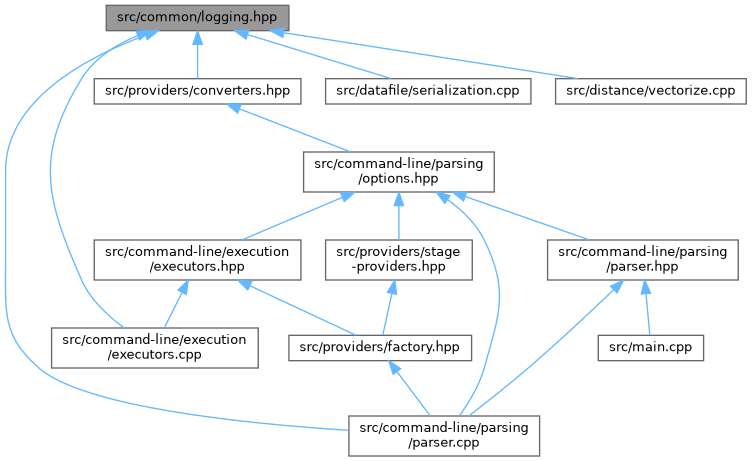 src/common/logging.hpp
src/providers/converters.hpp
src/datafile/serialization.cpp
src/distance/vectorize.cpp
src/command-line/parsing
/options.hpp
src/command-line/execution
/executors.hpp
src/providers/stage
-providers.hpp
src/command-line/parsing
/parser.hpp
src/command-line/execution
/executors.cpp
src/providers/factory.hpp
src/main.cpp
src/command-line/parsing
/parser.cpp